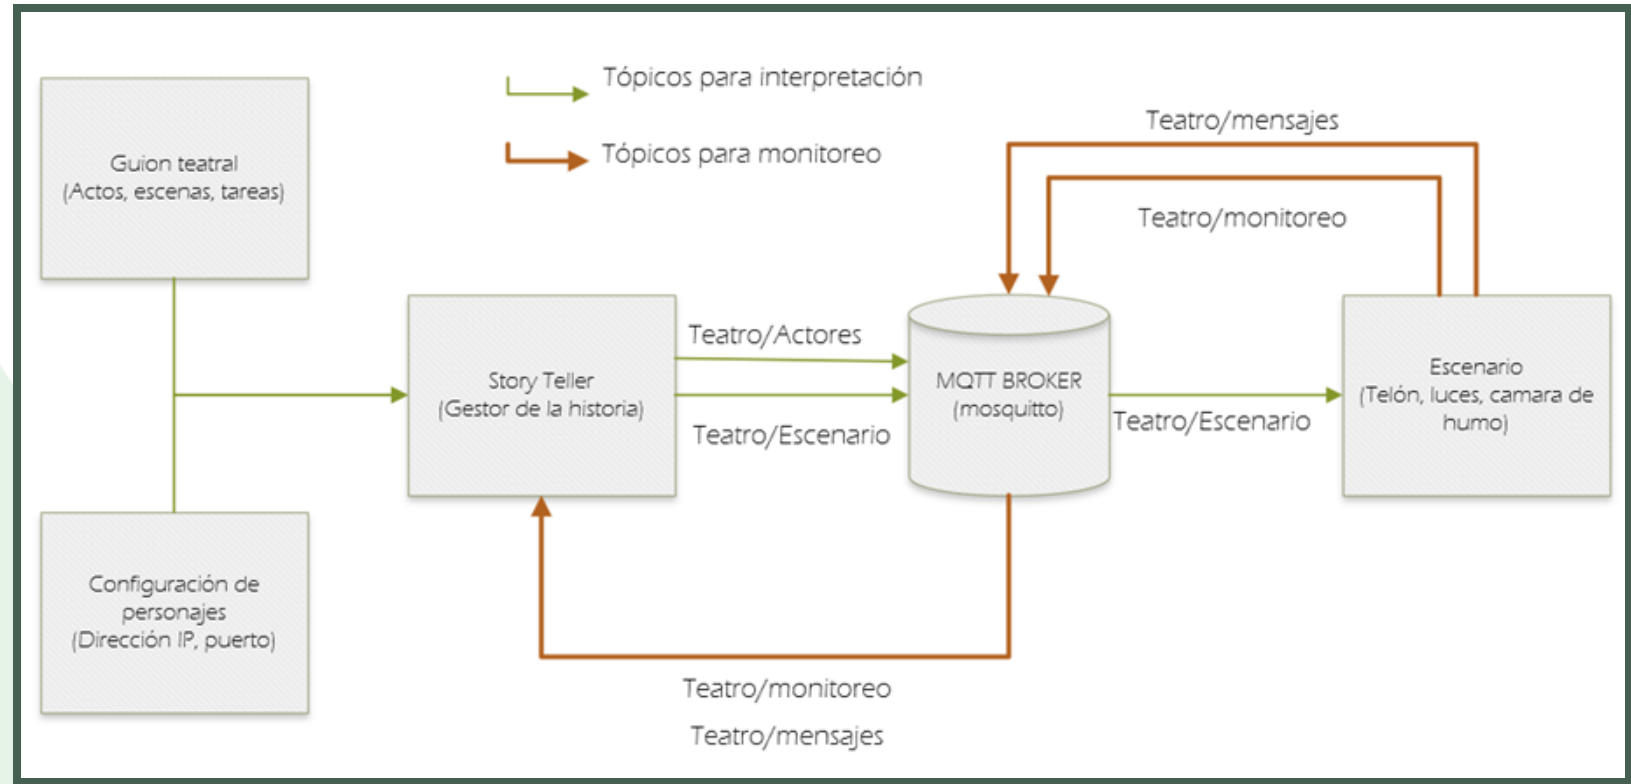 Tópicos para interpretación
Tópicos para monitoreo
Guion teatral
(Actos, escenas, tareas)
Configuración de
personajes
(Dirección IP, puerto)
Story Teller
(Gestor de la historia)
Teatro/Actores
Teatro/Escenario
MQTT BROKER
(mosquitto)
Teatro/mensajes
Teatro/monitoreo
Teatro/Escenario
Escenario
(Telón, luces, camara de
humo)
Teatro/monitoreo
Teatro/mensajes